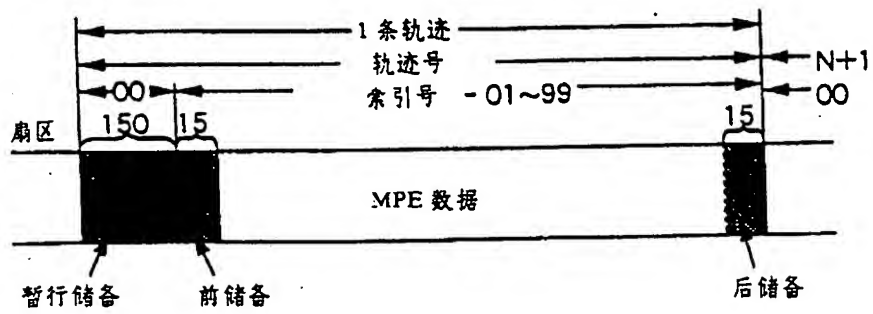 1条轨迹
轨迹号 N+1
00 索引号 -01~99 00
扇区 150 15 15
MPE 数据
暂行储备 前储备 后储备